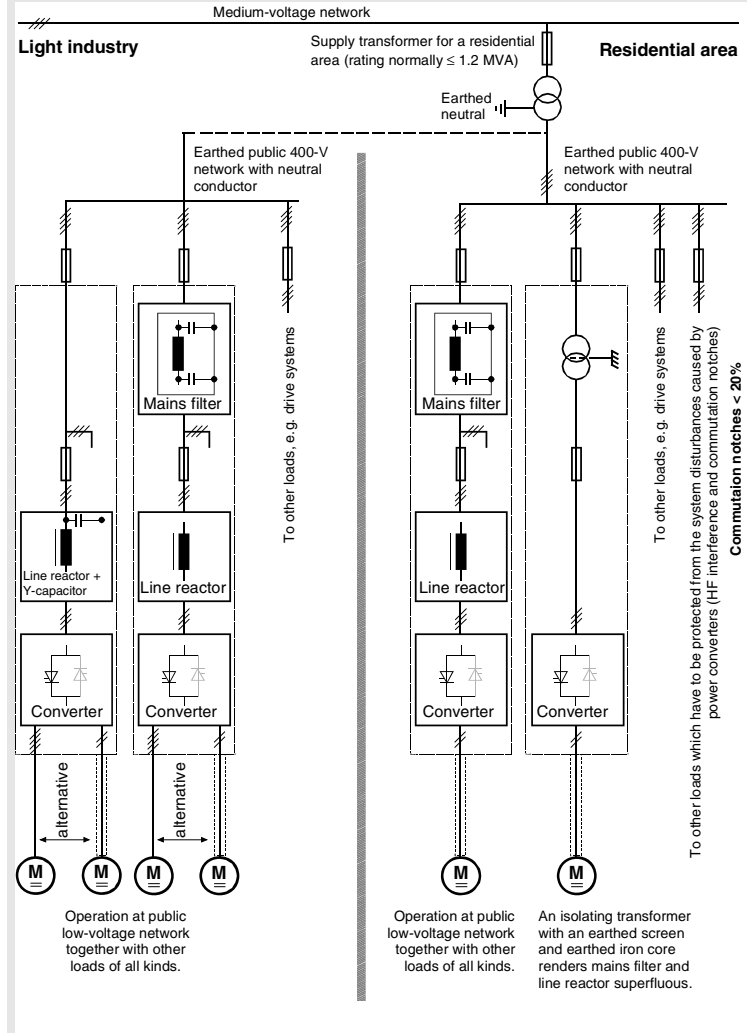 Medium-voltage network
Light industry
Supply transformer for a residential
area (rating normally ≤ 1.2 MVA)
Residential area
Earthed
neutral
Earthed public 400-V
network with neutral
conductor
Earthed public 400-V
network with neutral
conductor
Mains filter
Line reactor +
Y-capacitor
Line reactor
Converter
Converter
alternative
alternative
M
M
M
M
To other loads, e.g. drive systems
Operation at public
low-voltage network
together with other
loads of all kinds.
Mains filter
Line reactor
Converter
Converter
M
M
To other loads, e.g. drive systems
To other loads which have to be protected from the system disturbances caused by
power converters (HF interference and commutation notches)
Commutaion notches < 20%
Operation at public
low-voltage network
together with other
loads of all kinds.
An isolating transformer
with an earthed screen
and earthed iron core
renders mains filter and
line reactor superfluous.